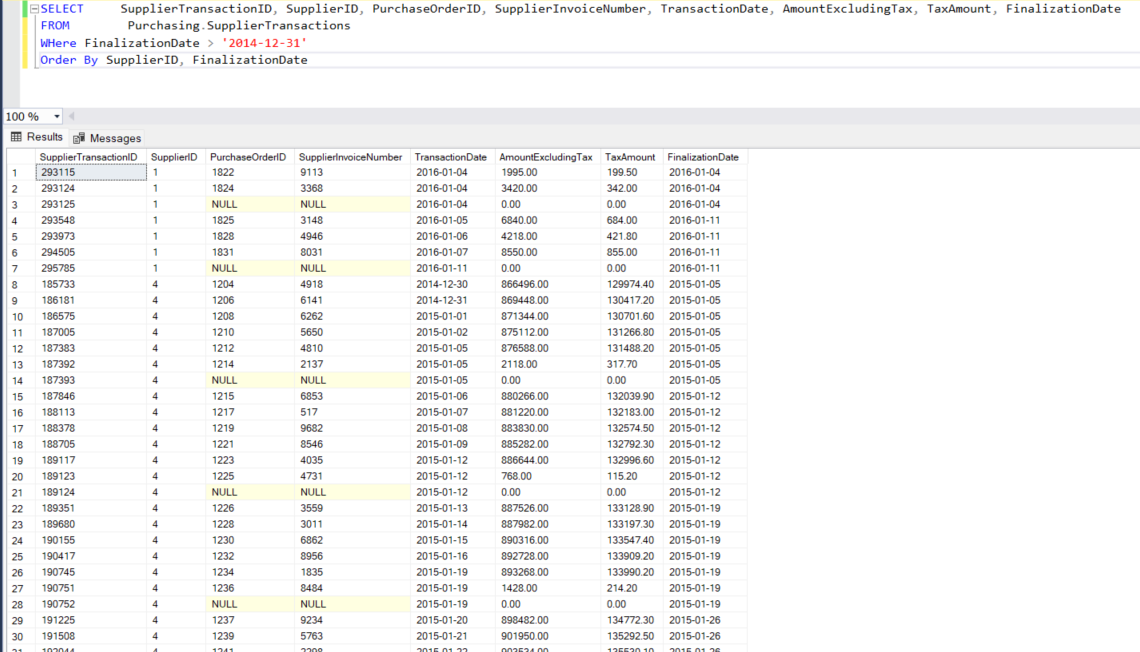 SELECT SupplierTransactionID, SupplierID, PurchaseOrderID, SupplierInvoiceNumber, TransactionDate, AmountExcludingTax, TaxAmount, FinalizationDate
FROM Purchasing.SupplierTransactions
WHere FinalizationDate > '2014-12-31'
Order By SupplierID, FinalizationDate
100 %
Results Messages
SupplierTransactionID SupplierID PurchaseOrderID SupplierInvoiceNumber TransactionDate AmountExcludingTax TaxAmount FinalizationDate
1 293115 1 1822 9113 2016-01-04 1995.00 199.50 2016-01-04
2 293124 1 1824 3368 2016-01-04 3420.00 342.00 2016-01-04
3 293125 1 NULL NULL 2016-01-04 0.00 0.00 2016-01-04
4 293548 1 1825 3148 2016-01-05 6840.00 684.00 2016-01-11
5 293973 1 1828 4946 2016-01-06 4218.00 421.80 2016-01-11
6 294505 1 1831 8031 2016-01-07 8550.00 855.00 2016-01-11
7 295785 1 NULL NULL 2016-01-11 0.00 0.00 2016-01-11
8 185733 4 1204 4918 2014-12-30 866496.00 129974.40 2015-01-05
9 186181 4 1206 6141 2014-12-31 869448.00 130417.20 2015-01-05
10 186575 4 1208 6262 2015-01-01 871344.00 130701.60 2015-01-05
11 187005 4 1210 5650 2015-01-02 875112.00 131266.80 2015-01-05
12 187383 4 1212 4810 2015-01-05 876588.00 131488.20 2015-01-05
13 187392 4 1214 2137 2015-01-05 2118.00 317.70 2015-01-05
14 187393 4 NULL NULL 2015-01-05 0.00 0.00 2015-01-05
15 187846 4 1215 6853 2015-01-06 880266.00 132039.90 2015-01-12
16 188113 4 1217 517 2015-01-07 881220.00 132183.00 2015-01-12
17 188378 4 1219 9682 2015-01-08 883830.00 132574.50 2015-01-12
18 188705 4 1221 8546 2015-01-09 885282.00 132792.30 2015-01-12
19 189117 4 1223 4035 2015-01-12 886644.00 132996.60 2015-01-12
20 189123 4 1225 4731 2015-01-12 768.00 115.20 2015-01-12
21 189124 4 NULL NULL 2015-01-12 0.00 0.00 2015-01-12
22 189351 4 1226 3559 2015-01-13 887526.00 133128.90 2015-01-19
23 189680 4 1228 3011 2015-01-14 887982.00 133197.30 2015-01-19
24 190155 4 1230 6862 2015-01-15 890316.00 133547.40 2015-01-19
25 190417 4 1232 8956 2015-01-16 892728.00 133909.20 2015-01-19
26 190745 4 1234 1835 2015-01-19 893268.00 133990.20 2015-01-19
27 190751 4 1236 8484 2015-01-19 1428.00 214.20 2015-01-19
28 190752 4 NULL NULL 2015-01-19 0.00 0.00 2015-01-19
29 191225 4 1237 9234 2015-01-20 898482.00 134772.30 2015-01-26
30 191508 4 1239 5763 2015-01-21 901950.00 135292.50 2015-01-26